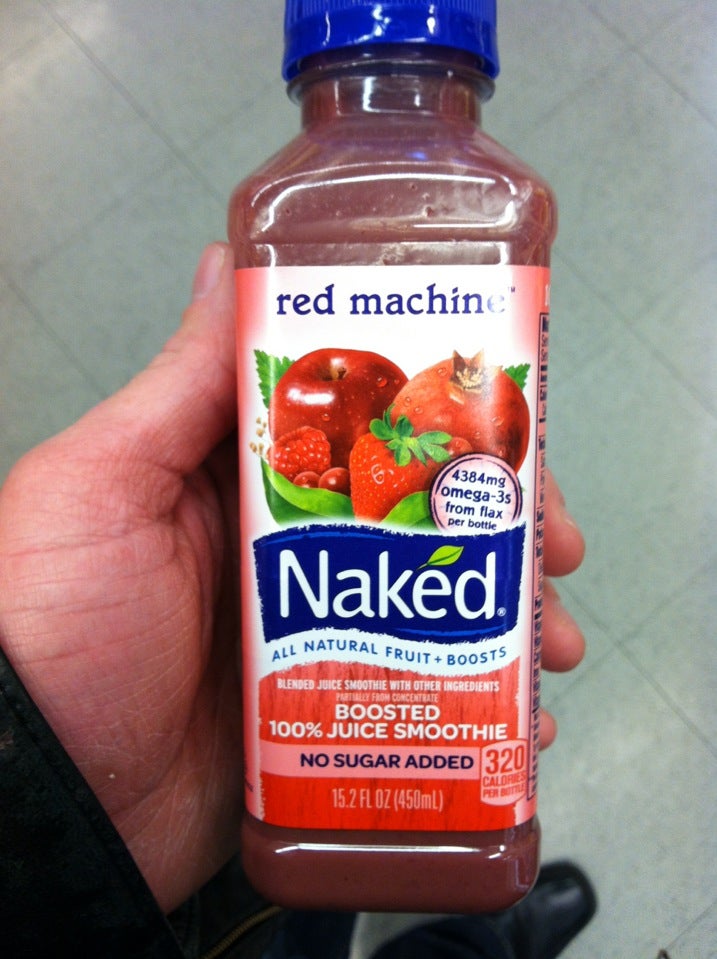 red machine™
4384mg
omega-3s
from flax
per bottle
Naked®
ALL NATURAL FRUIT + BOOSTS
BLENDED JUICE SMOOTHIE WITH OTHER INGREDIENTS
PARTIALLY FROM CONCENTRATE
BOOSTED
100% JUICE SMOOTHIE
NO SUGAR ADDED
320
CALORIES
PER BOTTLE
15.2 FL OZ (450mL)